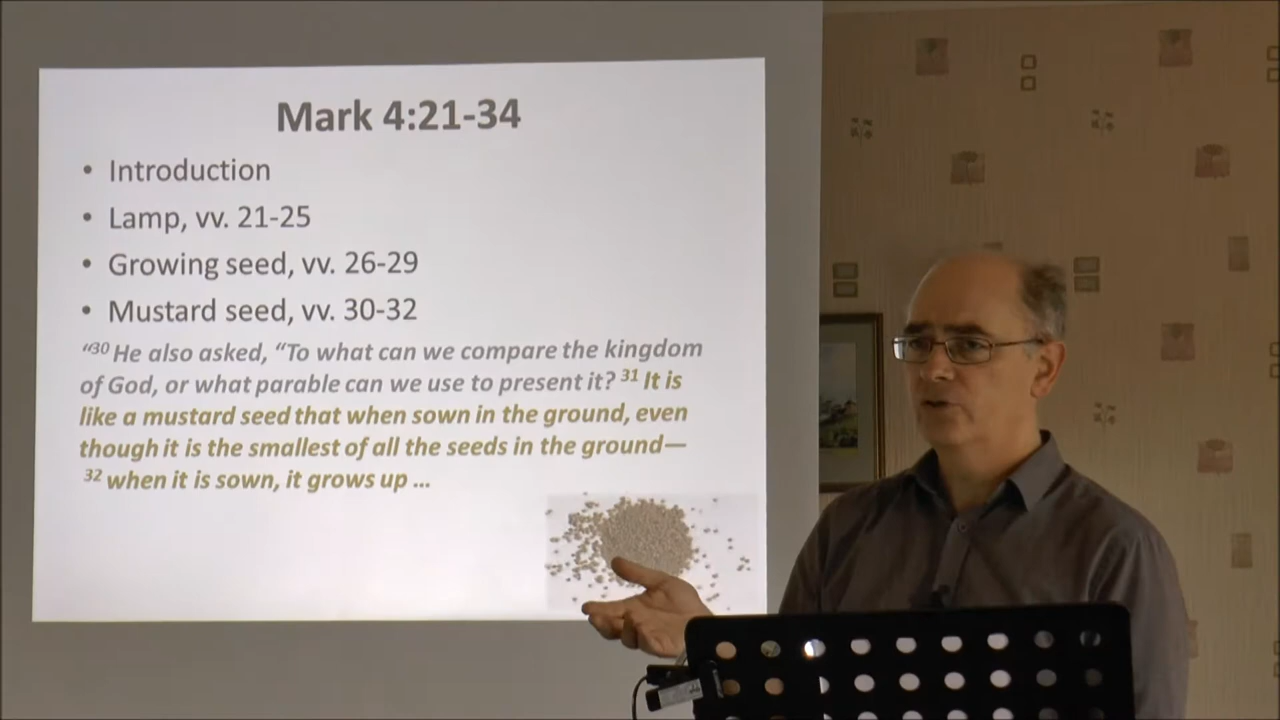 Mark 4:21-34
• Introduction
• Lamp, vv. 21-25
• Growing seed, vv. 26-29
• Mustard seed, vv. 30-32
“³⁰ He also asked, “To what can we compare the kingdom
of God, or what parable can we use to present it? ³¹ It is
like a mustard seed that when sown in the ground, even
though it is the smallest of all the seeds in the ground—
³² when it is sown, it grows up ...